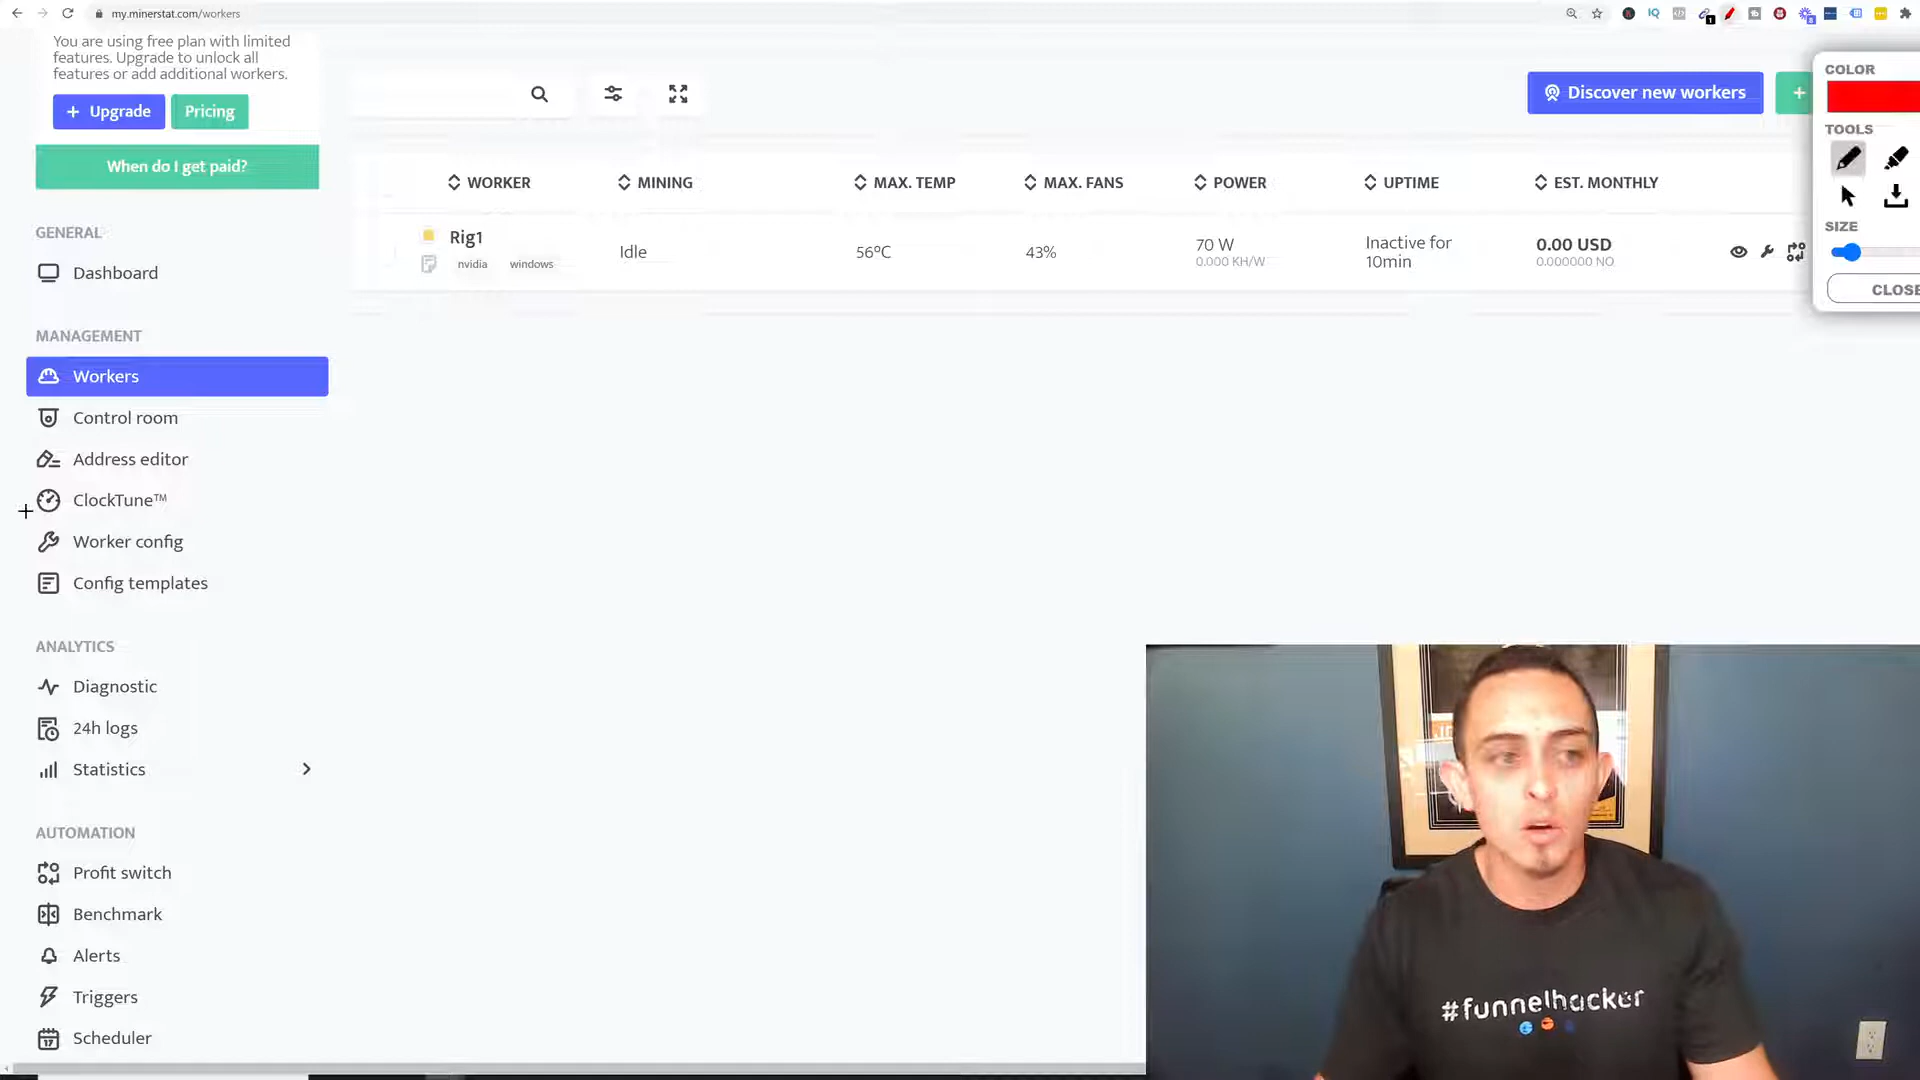 my.minerstat.com/workers
You are using free plan with limited
features. Upgrade to unlock all
features or add additional workers.
+ Upgrade
Pricing
When do I get paid?
GENERAL
Dashboard
MANAGEMENT
Workers
Control room
Address editor
ClockTune™
Worker config
Config templates
ANALYTICS
Diagnostic
24h logs
Statistics
AUTOMATION
Profit switch
Benchmark
Alerts
Triggers
17
Scheduler
Discover new workers
+
WORKER
MINING
MAX. TEMP
MAX. FANS
POWER
UPTIME
EST. MONTHLY
Rig1
nvidia
windows
Idle
56°C
43%
70 W
0.000 KH/W
Inactive for
10min
0.00 USD
0.000000 NO
COLOR
TOOLS
SIZE
CLOSE
#funnelhacker